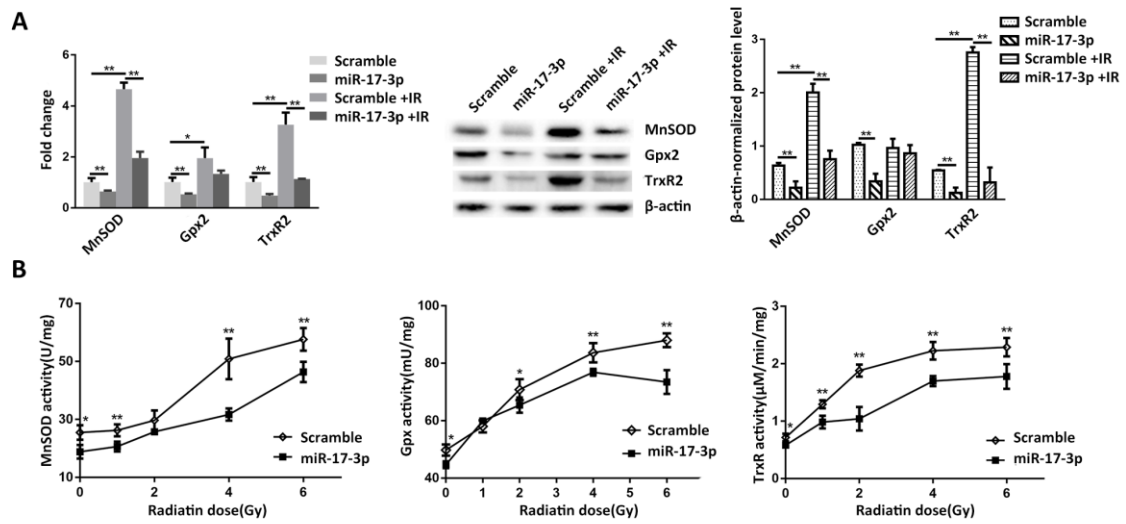 A
Fold change
6
4
2
0
**
**
**
**
*
**
**
**
Scramble
miR-17-3p
Scramble +IR
miR-17-3p +IR
MnSOD
Gpx2
TrxR2
Scramble
miR-17-3p
Scramble +IR
miR-17-3p +IR
MnSOD
Gpx2
TrxR2
β-actin
β-actin-normalized protein level
3
2
1
0
**
**
**
**
**
**
**
Scramble
miR-17-3p
Scramble +IR
miR-17-3p +IR
MnSOD
Gpx2
TrxR2
B
MnSOD activity(U/mg)
70
50
30
10
*
**
**
**
Scramble
miR-17-3p
0
2
4
6
Radiatin dose(Gy)
Gpx activity(mU/mg)
100
80
60
40
*
*
**
**
Scramble
miR-17-3p
0
1
2
3
4
5
6
Radiatin dose(Gy)
TrxR activity(μM/min/mg)
3
2
1
0
*
**
**
**
**
Scramble
miR-17-3p
0
2
4
6
Radiatin dose(Gy)